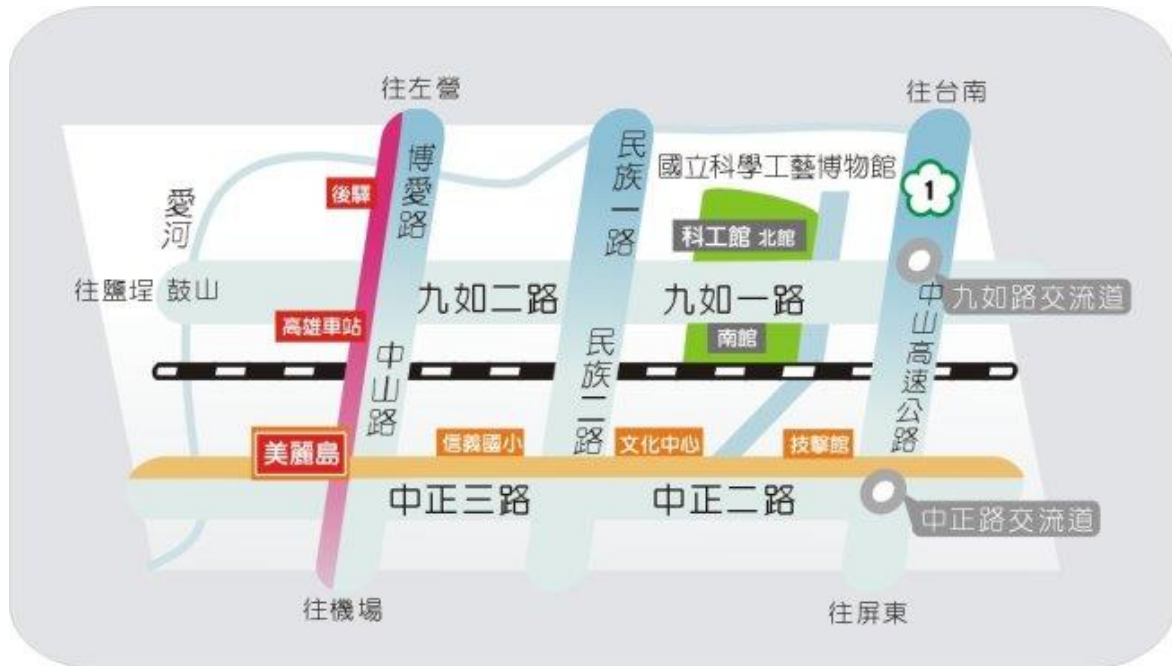 往左營
往台南
博愛路
民族一路
國立科學工藝博物館
1
後驛
愛河
科工館 北館
往鹽埕 鼓山
九如二路
九如一路
九如路交流道
高雄車站
南館
中山路
民族二路
中山高速公路
美麗島
信義國小
文化中心
技擊館
中正三路
中正二路
中正路交流道
往機場
往屏東